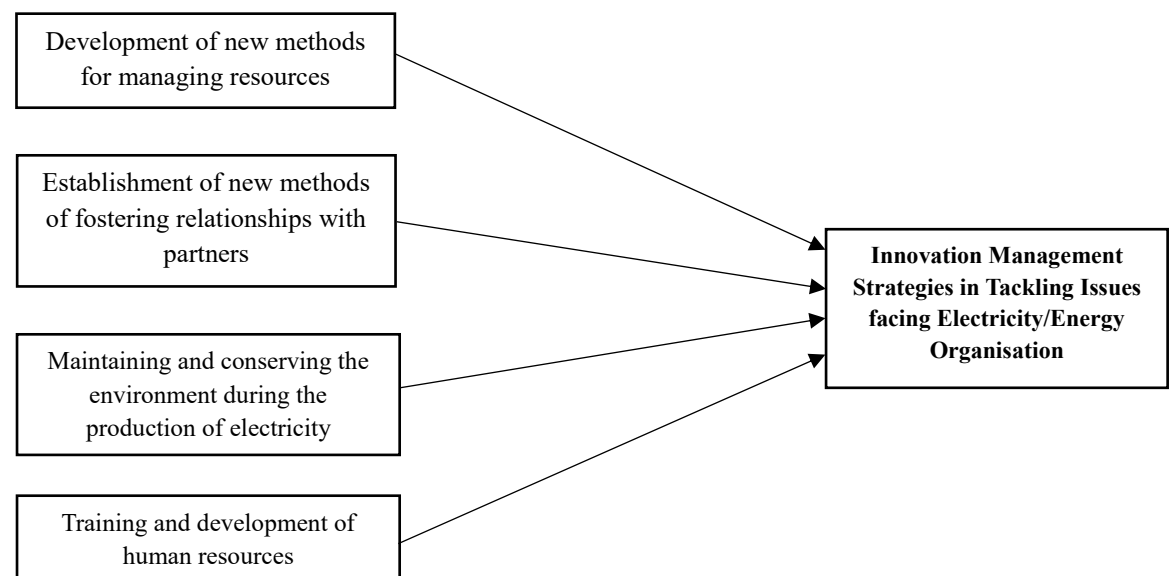 Development of new methods
for managing resources
Establishment of new methods
of fostering relationships with
partners
Maintaining and conserving the
environment during the
production of electricity
Training and development of
human resources
Innovation Management
Strategies in Tackling Issues
facing Electricity/Energy
Organisation